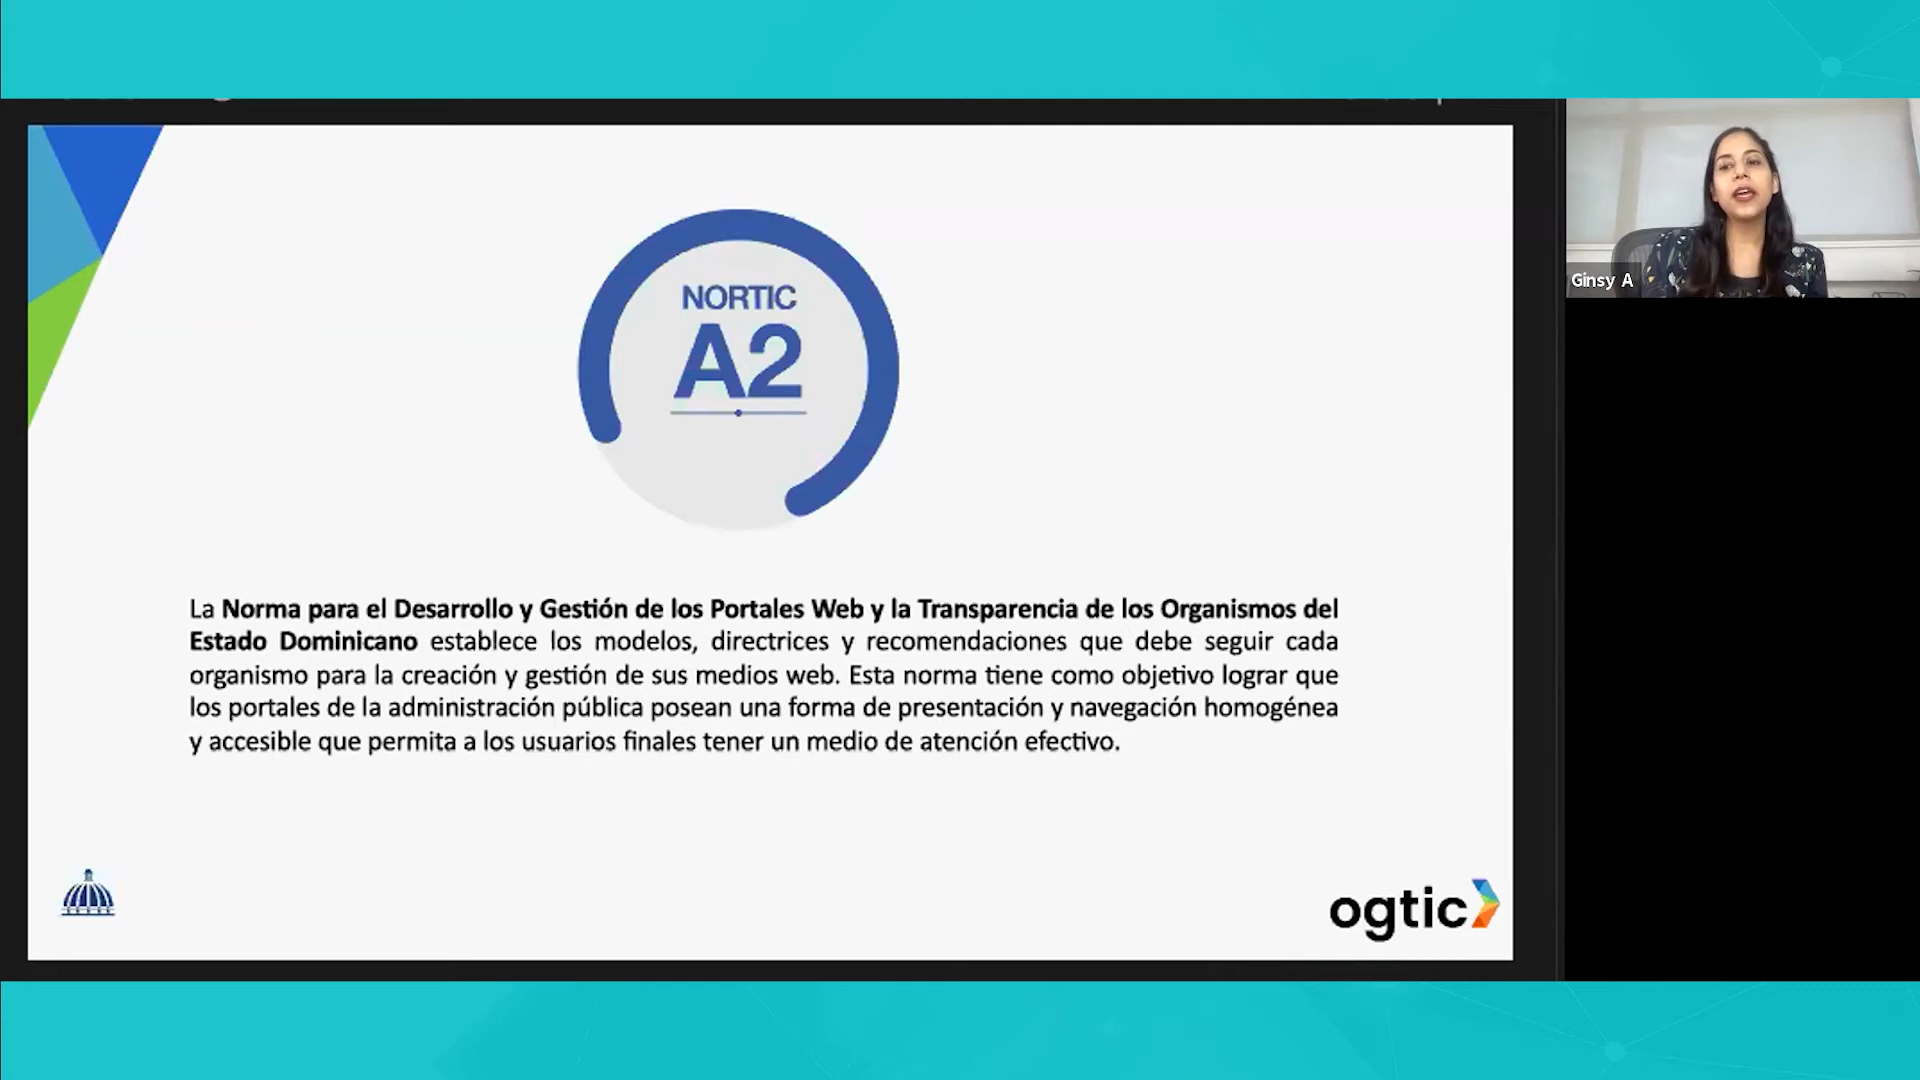 NORTIC
A2
Ginsy A
La Norma para el Desarrollo y Gestión de los Portales Web y la Transparencia de los Organismos del
Estado Dominicano establece los modelos, directrices y recomendaciones que debe seguir cada
organismo para la creación y gestión de sus medios web. Esta norma tiene como objetivo lograr que
los portales de la administración pública posean una forma de presentación y navegación homogénea
y accesible que permita a los usuarios finales tener un medio de atención efectivo.
ogtic